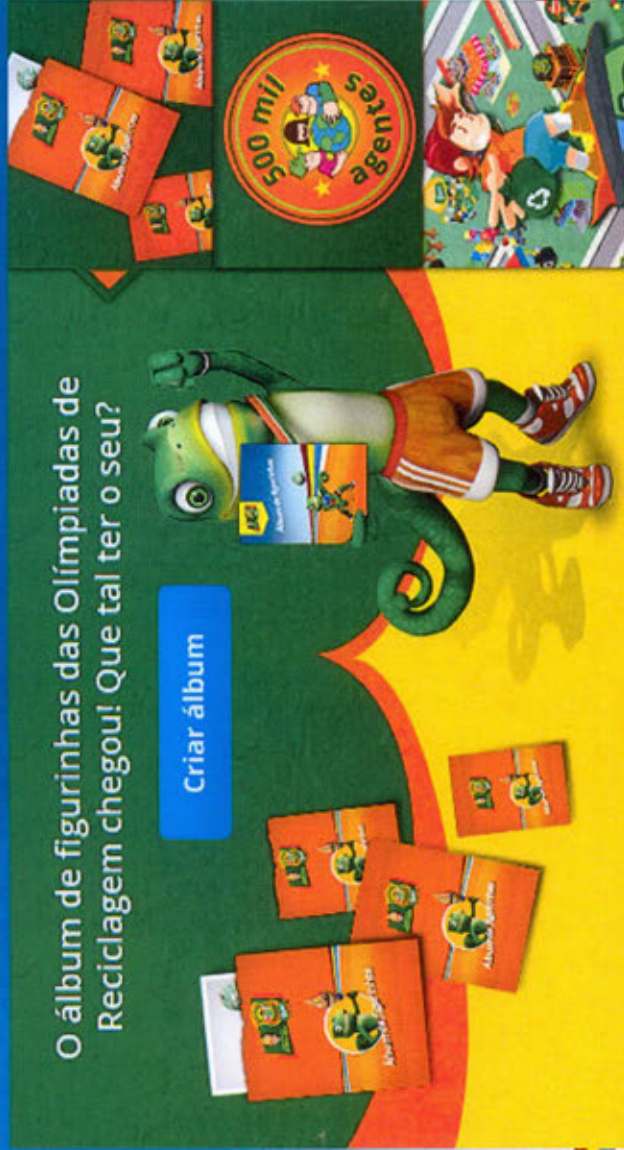 O álbum de figurinhas das Olímpiadas de
Reciclagem chegou! Que tal ter o seu?
Criar álbum
500 mil
agentes